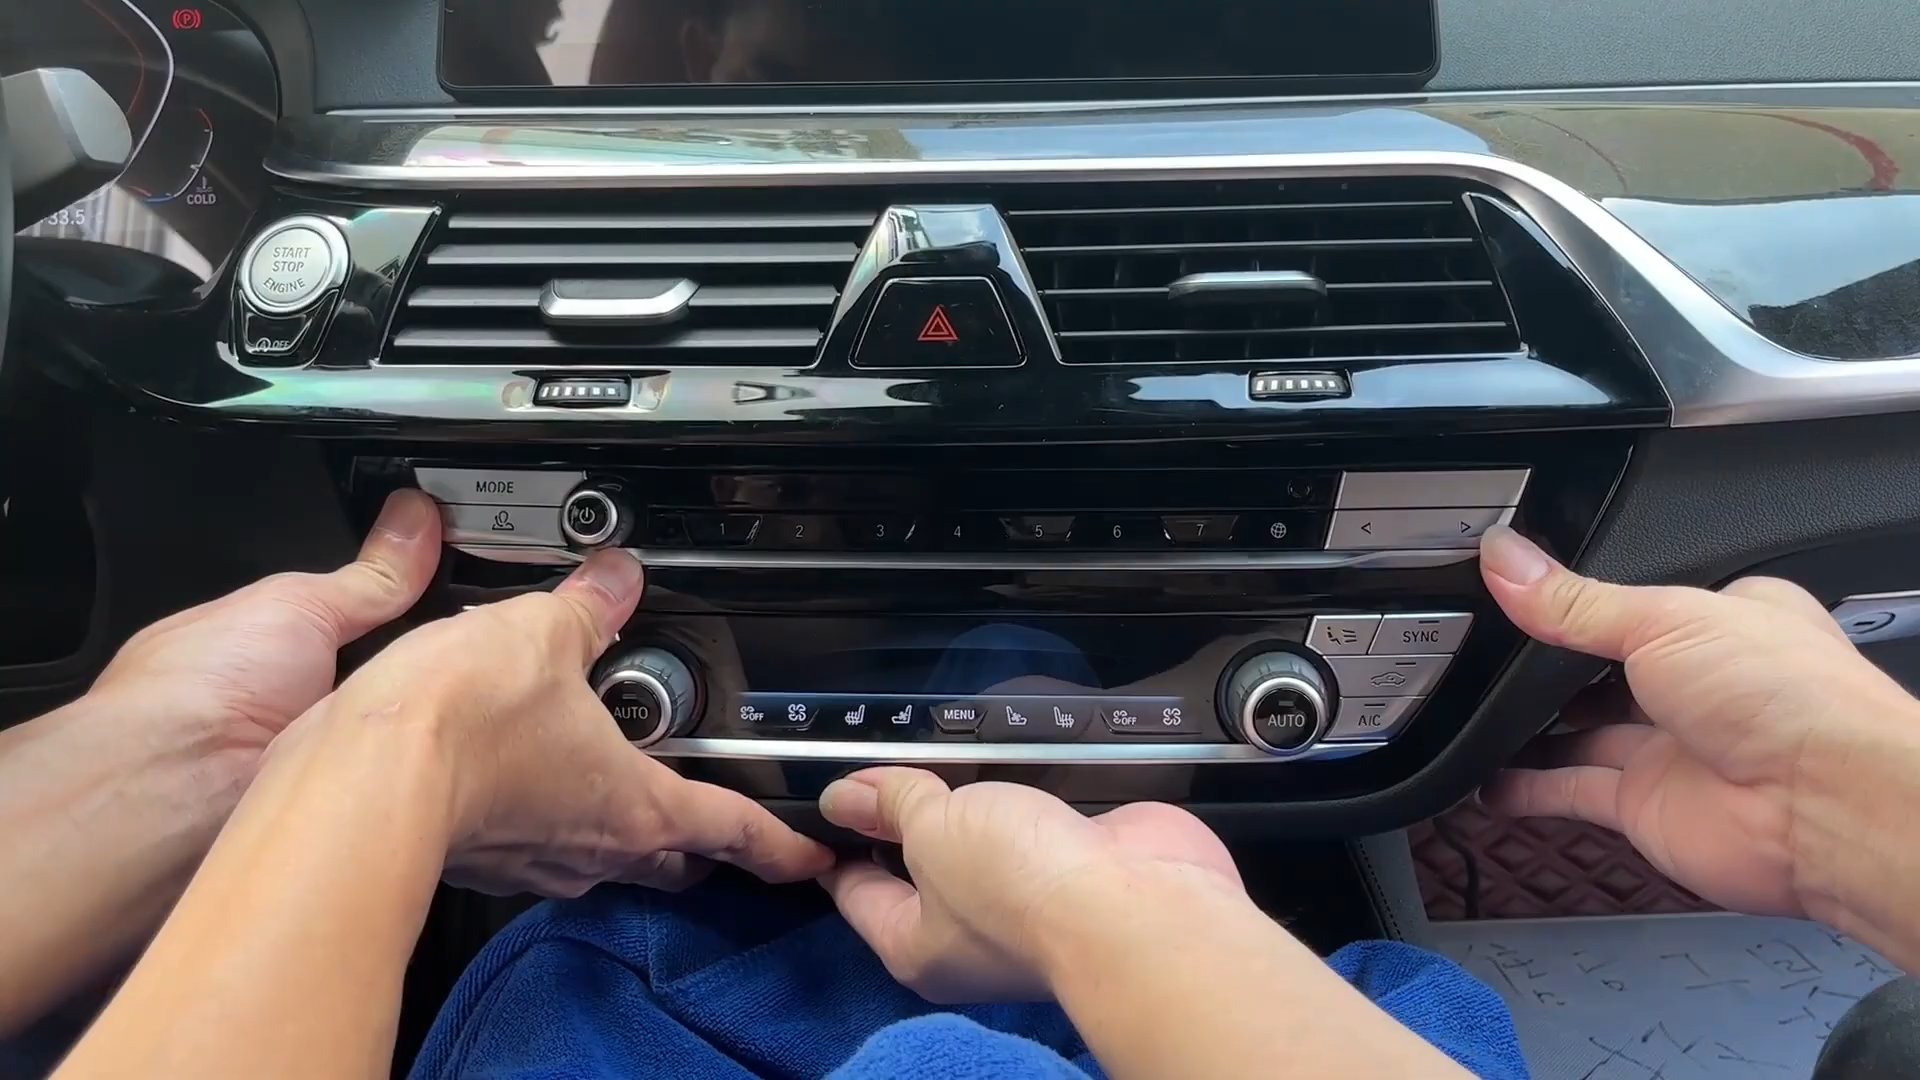 P
COLD
33.5
START
STOP
ENGINE
A OFF
MODE
1 2 3 4 5 6 7
< >
SYNC
AUTO
OFF
MENU
OFF
AUTO
A/C